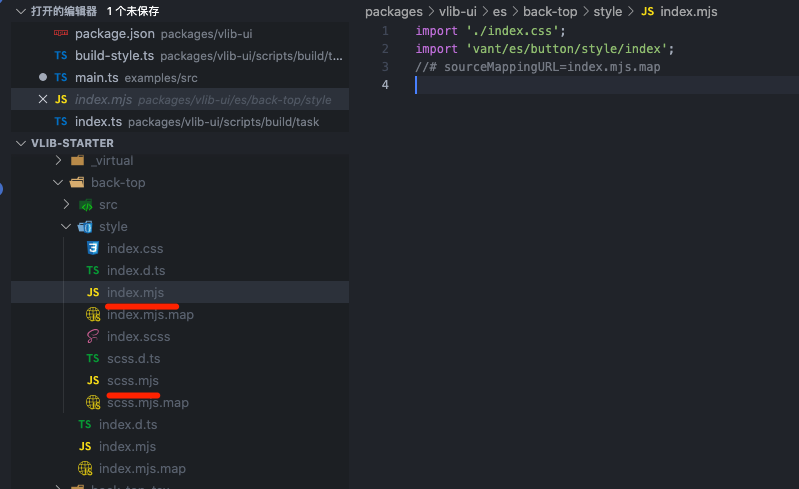 打开的编辑器 1 个未保存
package.json packages/vlib-ui
TS build-style.ts packages/vlib-ui/scripts/build/t...
TS main.ts examples/src
JS index.mjs packages/vlib-ui/es/back-top/style
TS index.ts packages/vlib-ui/scripts/build/task
VLIB-STARTER
_virtual
back-top
src
style
index.css
TS index.d.ts
JS index.mjs
index.mjs.map
index.scss
TS scss.d.ts
JS scss.mjs
scss.mjs.map
TS index.d.ts
JS index.mjs
index.mjs.map
back-top-tsx
packages > vlib-ui > es > back-top > style > JS index.mjs
1 import './index.css';
2 import 'vant/es/button/style/index';
3 //# sourceMappingURL=index.mjs.map
4